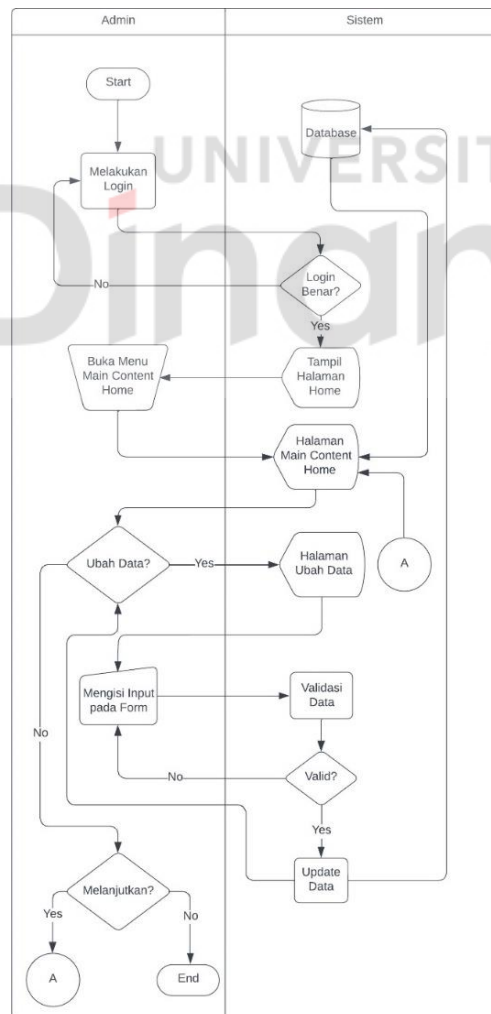 Admin
Sistem
Start
Database
UNIVERSIT
Melakukan
Login
Dinam
Login
Benar?
No
Yes
Buka Menu
Main Content
Home
Tampil
Halaman
Home
Halaman
Main Content
Home
Ubah Data?
Yes
Halaman
Ubah Data
A
Mengisi Input
pada Form
Validasi
Data
No
No
Valid?
Yes
Melanjutkan?
Update
Data
Yes
No
A
End